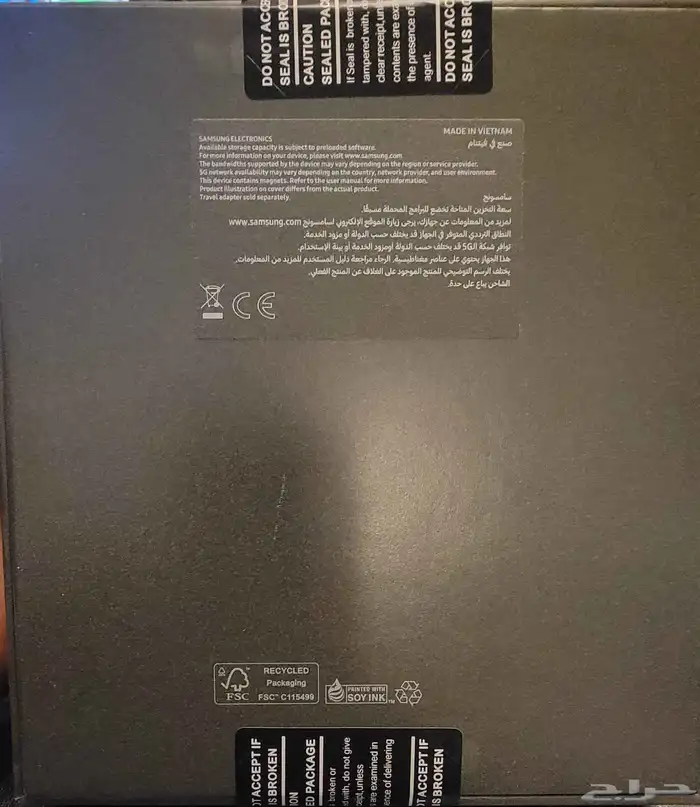 DO NOT ACC
SEAL IS BROK
CAUTION
SEALED PAC
If Seal is broken
tampered with,
clear receipt,un
contents are ex
the presence of
agent.
DO NOT ACC
SEAL IS BRO
MADE IN VIETNAM
صنع في فيتنام
SAMSUNG ELECTRONICS
Available storage capacity is subject to preloaded software.
For more information on your device, please visit www.samsung.com
The bandwidths supported by the device may vary depending on the region or service provider.
5G network availability may vary depending on the country, network provider, and user environment.
This device contains magnets. Refer to the user manual for more information.
Product illustration on cover differs from the actual product.
Travel adapter sold separately.
سامسونج
سعة التخزين المتاحة تخضع للبرامج المحملة مسبقًا.
لمزيد من المعلومات عن جهازك، يرجى زيارة الموقع الإلكتروني لسامسونج www.samsung.com
النطاق الترددي المتوفر في الجهاز قد يختلف حسب الدولة أو مزود الخدمة.
توافر شبكة الـ5G قد يختلف حسب الدولة أومزود الخدمة أو بيئة الإستخدام.
هذا الجهاز يحتوي على عناصر مغناطيسية. الرجاء مراجعة دليل المستخدم للمزيد من المعلومات.
يختلف الرسم التوضيحي للمنتج الموجود على الغلاف عن المنتج الفعلي.
الشاحن يباع على حدة.
CE
FSC
RECYCLED
Packaging
FSC™ C115499
PRINTED WITH
SOY INK
TM
OT ACCEPT IF
IS BROKEN
ON
D PACKAGE
broken or
with, do not give
ept,unless
are examined in
ence of delivering
OT ACCEPT IF
IS BROKEN
حراج